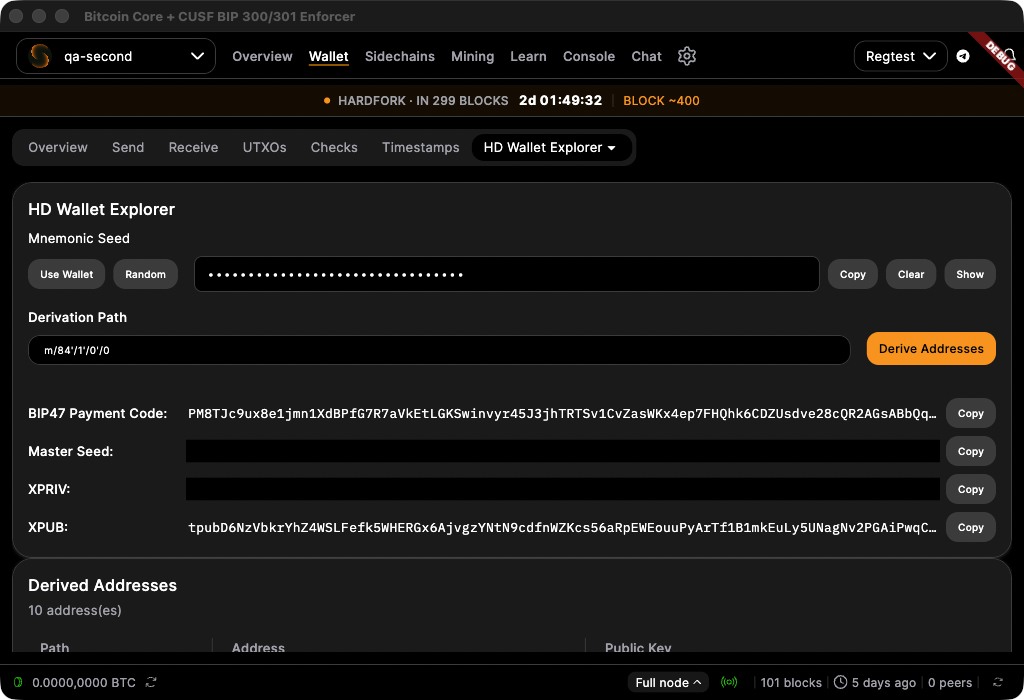 Bitcoin Core + CUSF BIP 300/301 Enforcer
qa-second Overview Wallet Sidechains Mining Learn Console Chat Regtest DEBUG
HARDFORK · IN 299 BLOCKS 2d 01:49:32 BLOCK ~400
Overview Send Receive UTXOs Checks Timestamps HD Wallet Explorer
HD Wallet Explorer
Mnemonic Seed
Use Wallet Random •••••••••••••••••••••••••••••••• Copy Clear Show
Derivation Path
m/84'/1'/0'/0 Derive Addresses
BIP47 Payment Code: PM8TJc9ux8e1jmn1XdBPfG7R7aVkEtLGKSwinvyr45J3jhTRTSv1CvZasWKx4ep7FHQhk6CDZUsdve28cQR2AGsABbQq… Copy
Master Seed: Copy
XPRIV: Copy
XPUB: tpubD6NzVbkrYhZ4WSLFefk5WHERGx6AjvgzYNtN9cdfnWZKcs56aRpEWEouuPyArTf1B1mkEuLy5UNagNv2PGAiPwqC… Copy
Derived Addresses
10 address(es)
Path Address Public Key
0.0000,0000 BTC Full node 101 blocks 5 days ago 0 peers